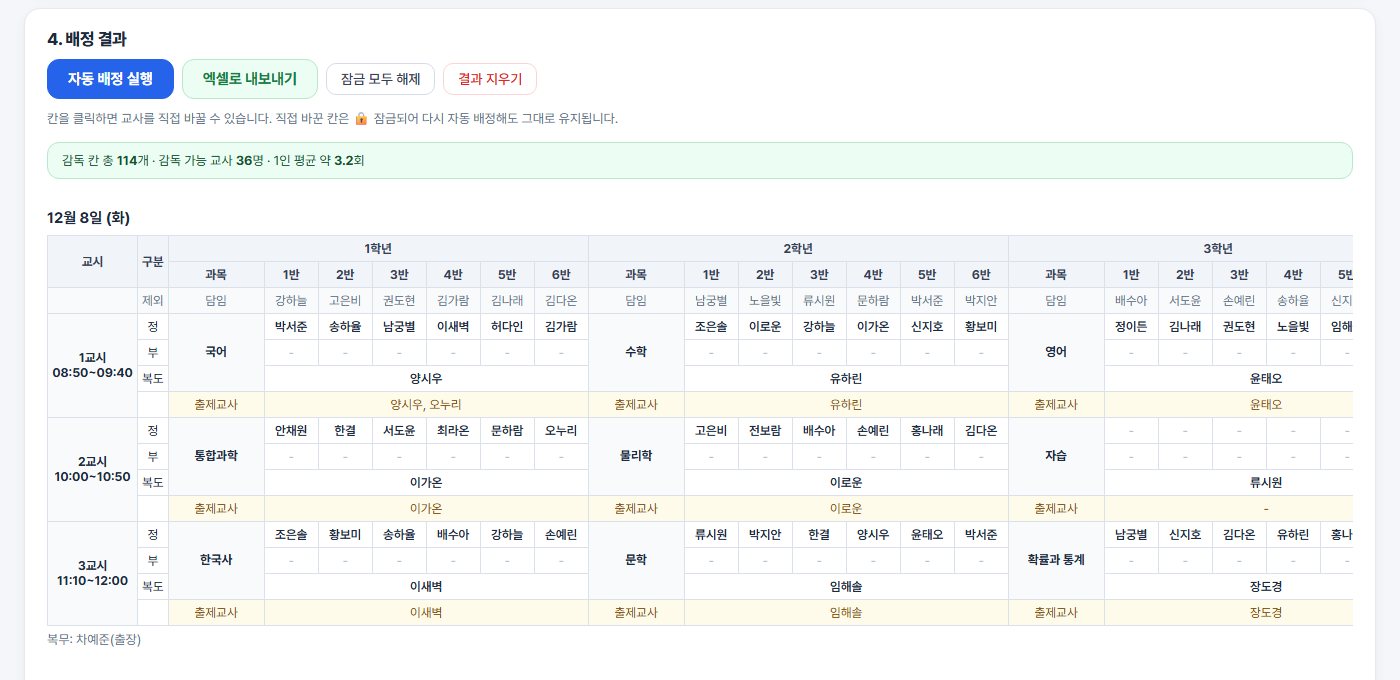 4. 배정 결과
자동 배정 실행 엑셀로 내보내기 잠금 모두 해제 결과 지우기
칸을 클릭하면 교사를 직접 바꿀 수 있습니다. 직접 바꾼 칸은 🔒 잠금되어 다시 자동 배정해도 그대로 유지됩니다.
감독 칸 총 114개 · 감독 가능 교사 36명 · 1인 평균 약 3.2회
12월 8일 (화)
교시 구분 1학년 2학년 3학년
과목 1반 2반 3반 4반 5반 6반 과목 1반 2반 3반 4반 5반 6반 과목 1반 2반 3반 4반 5반
제외 담임 강하늘 고은비 권도현 김가람 김나래 김다온 담임 남궁별 노을빛 류시원 문하람 박서준 박지안 담임 배수아 서도윤 손예린 송하율 신지
1교시
08:50~09:40
정 국어 박서준 송하율 남궁별 이새벽 허다인 김가람 수학 조은솔 이로운 강하늘 이가온 신지호 황보미 영어 정이든 김나래 권도현 노을빛 임해
부 - - - - - - - - - - - - - - - - -
복도 양시우 유하린 윤태오
출제교사 양시우, 오누리 출제교사 유하린 출제교사 윤태오
2교시
10:00~10:50
정 통합과학 안채원 한결 서도윤 최라온 문하람 오누리 물리학 고은비 전보람 배수아 손예린 홍나래 김다온 자습 - - - - -
부 - - - - - - - - - - - - - - - - -
복도 이가온 이로운 류시원
출제교사 이가온 출제교사 이로운 출제교사 -
3교시
11:10~12:00
정 한국사 조은솔 황보미 송하율 배수아 강하늘 손예린 문학 류시원 박지안 한결 양시우 윤태오 박서준 확률과 통계 남궁별 신지호 김다온 유하린 홍나
부 - - - - - - - - - - - - - - - - -
복도 이새벽 임해솔 장도경
출제교사 이새벽 출제교사 임해솔 출제교사 장도경
복무: 차예준(출장)